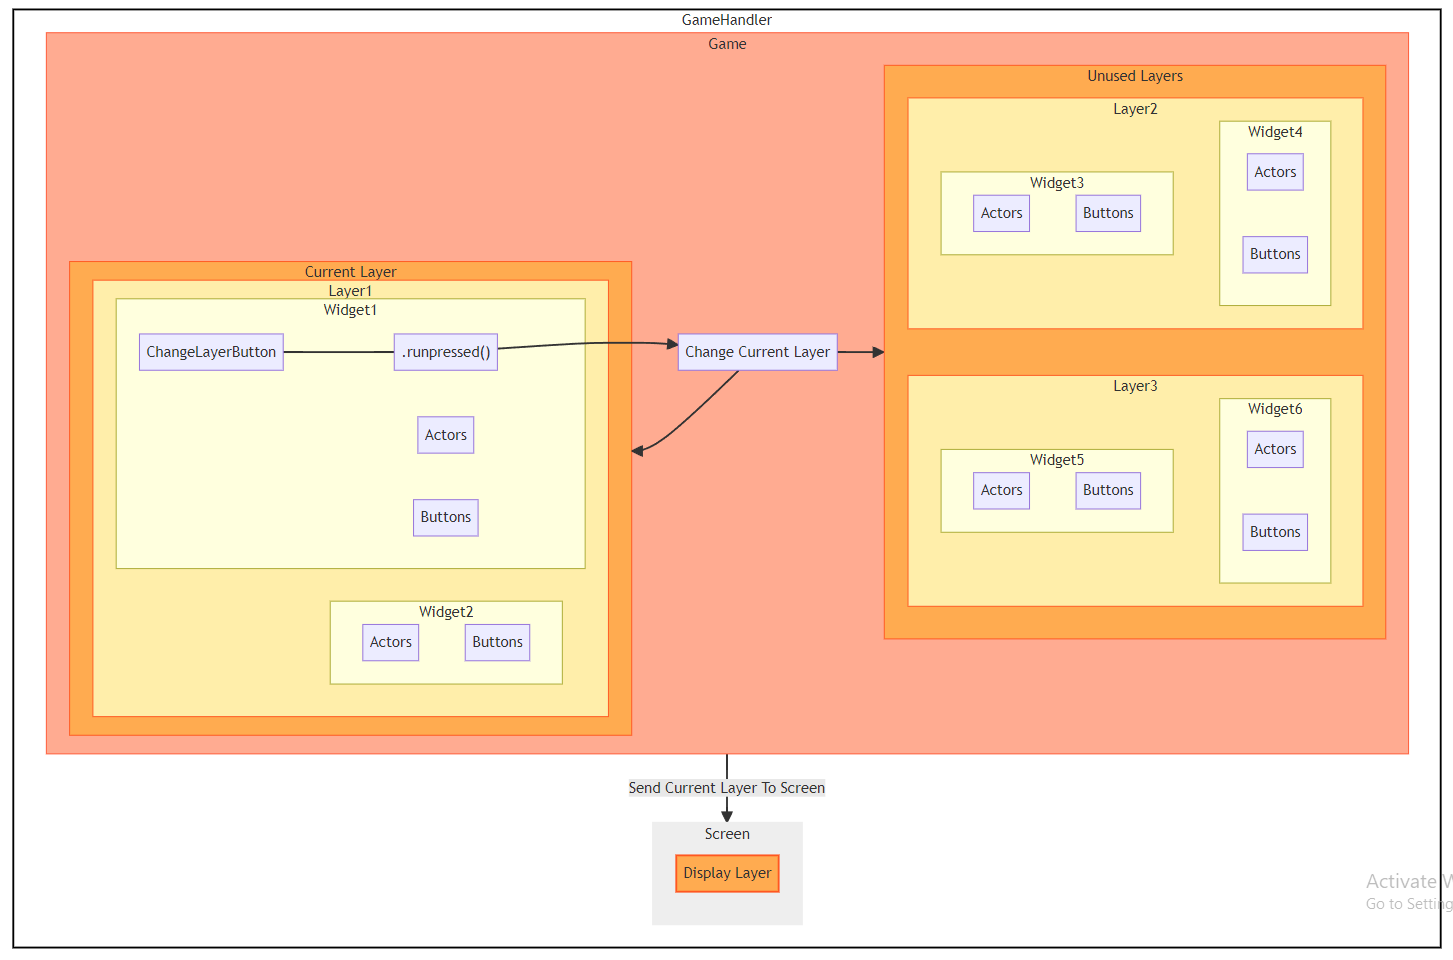 GameHandler
Game
Unused Layers
Layer2
Widget4
Actors
Buttons
Widget3
Actors
Buttons
Current Layer
Layer1
Widget1
ChangeLayerButton
.runpressed()
Actors
Buttons
Widget2
Actors
Buttons
Change Current Layer
Layer3
Widget6
Actors
Buttons
Widget5
Actors
Buttons
Send Current Layer To Screen
Screen
Display Layer
Activate W
Go to Setting